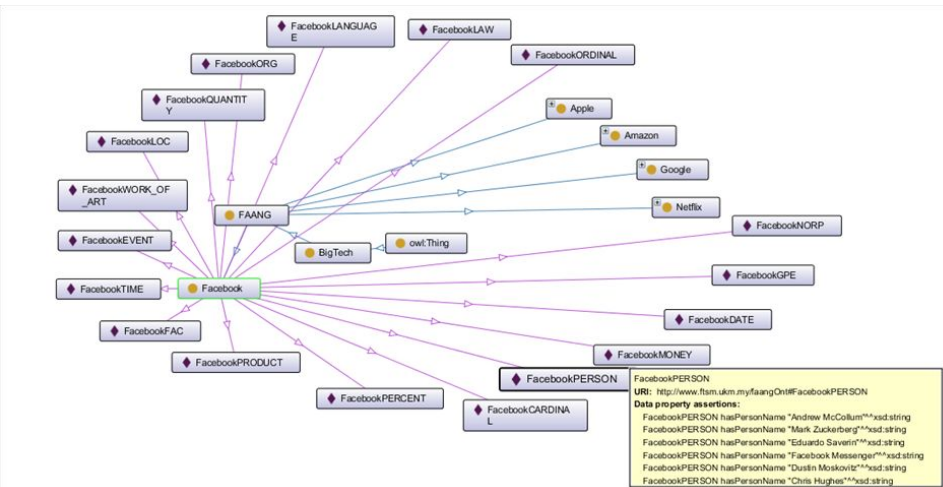 FacebookLANGUAG
E
FacebookLAW
FacebookORDINAL
FacebookORG
FacebookQUANTIT
Y
Apple
Amazon
FacebookLOC
Google
FacebookWORK_OF
_ART
Netflix
FAANG
FacebookNORP
FacebookEVENT
owl:Thing
BigTech
FacebookGPE
FacebookTIME
Facebook
FacebookDATE
FacebookFAC
FacebookMONEY
FacebookPRODUCT
FacebookPERSON
FacebookPERCENT
FacebookCARDINA
L
FacebookPERSON
URI: http://www.ftsm.ukm.my/faangOnt#FacebookPERSON
Data property assertions:
FacebookPERSON hasPersonName "Andrew McCollum"^^xsd:string
FacebookPERSON hasPersonName "Mark Zuckerberg"^^xsd:string
FacebookPERSON hasPersonName "Eduardo Saverin"^^xsd:string
FacebookPERSON hasPersonName "Facebook Messenger"^^xsd:string
FacebookPERSON hasPersonName "Dustin Moskovitz"^^xsd:string
FacebookPERSON hasPersonName "Chris Hughes"^^xsd:string